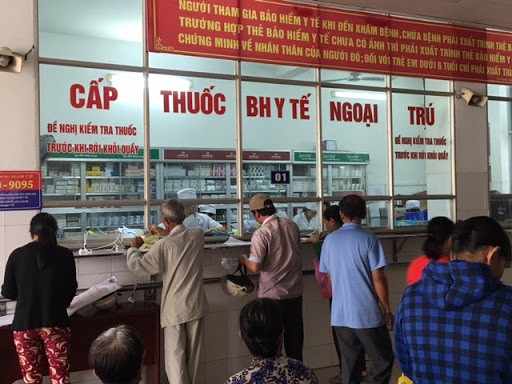 NGƯỜI THAM GIA BẢO HIỂM Y TẾ KHI ĐẾN KHÁM BỆNH, CHỮA BỆNH PHẢI XUẤT TRÌNH THẺ
TRƯỜNG HỢP THẺ BẢO HIỂM Y TẾ CHƯA CÓ ẢNH THÌ PHẢI XUẤT TRÌNH THẺ BẢO HIỂM Y TẾ
CHỨNG MINH VỀ NHÂN THÂN CỦA NGƯỜI ĐÓ; ĐỐI VỚI TRẺ EM DƯỚI 6 TUỔI CHỈ PHẢI XUẤT TRÌNH
CẤP THUỐC BH Y TẾ NGOẠI TRÚ
ĐỀ NGHỊ KIỂM TRA THUỐC
TRƯỚC KHI RỜI KHỎI QUẦY
ĐỀ NGHỊ KIỂM TRA THUỐC
TRƯỚC KHI RỜI KHỎI QUẦY
01
-9095